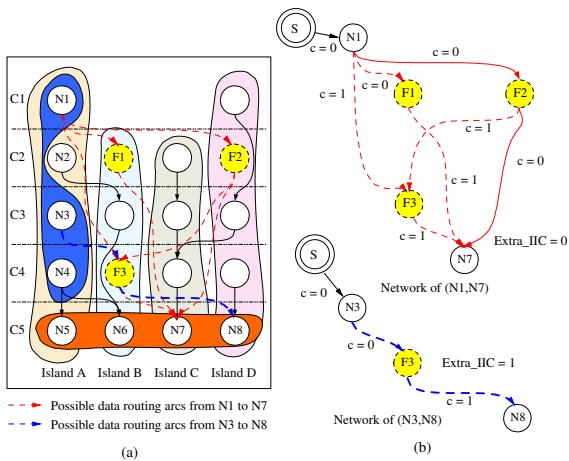 C1
N1
C2
N2
F1
F2
C3
N3
C4
N4
F3
C5
N5
N6
N7
N8
Island A
Island B
Island C
Island D
Possible data routing arcs from N1 to N7
Possible data routing arcs from N3 to N8
(a)
S
c = 0
N1
c = 0
c = 0
F1
F2
c = 1
c = 1
c = 0
F3
c = 1
N7
Extra_IIC = 0
Network of (N1,N7)
S
c = 0
N3
c = 0
F3
Extra_IIC = 1
c = 1
N8
Network of (N3,N8)
(b)